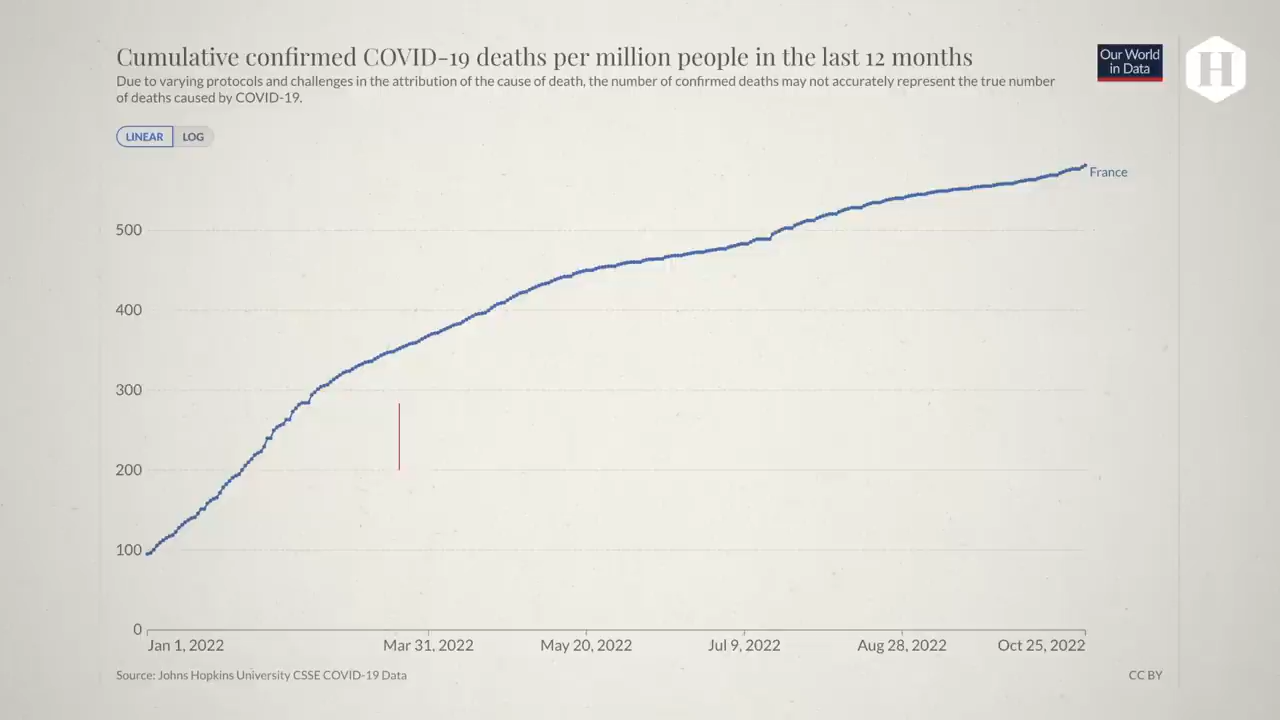 Cumulative confirmed COVID-19 deaths per million people in the last 12 months
Our World
in Data
H
Due to varying protocols and challenges in the attribution of the cause of death, the number of confirmed deaths may not accurately represent the true number
of deaths caused by COVID-19.
LINEAR LOG
France
500
400
300
200
100
0
Jan 1, 2022 Mar 31, 2022 May 20, 2022 Jul 9, 2022 Aug 28, 2022 Oct 25, 2022
Source: Johns Hopkins University CSSE COVID-19 Data CC BY